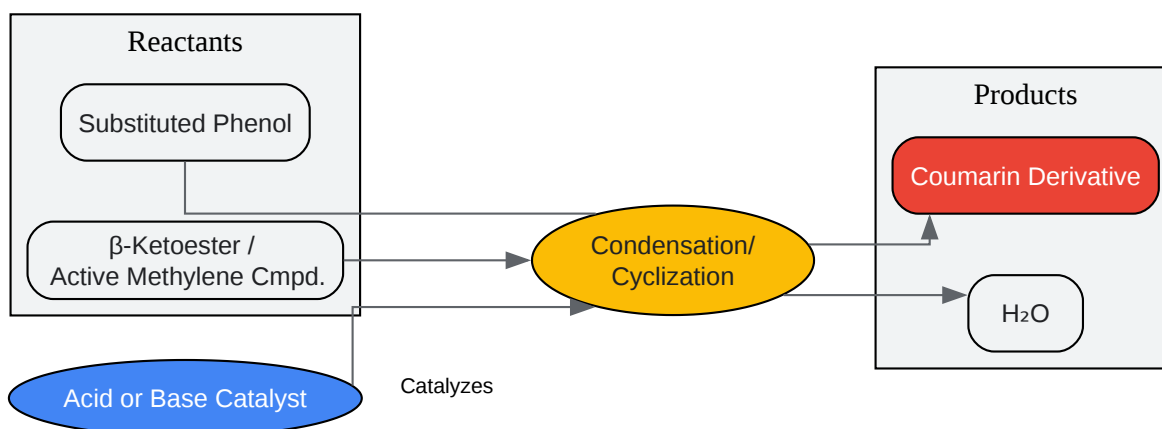 Reactants
Substituted Phenol
β-Ketoester /
Active Methylene Cmpd.
Acid or Base Catalyst
Catalyzes
Condensation/
Cyclization
Products
Coumarin Derivative
H₂O